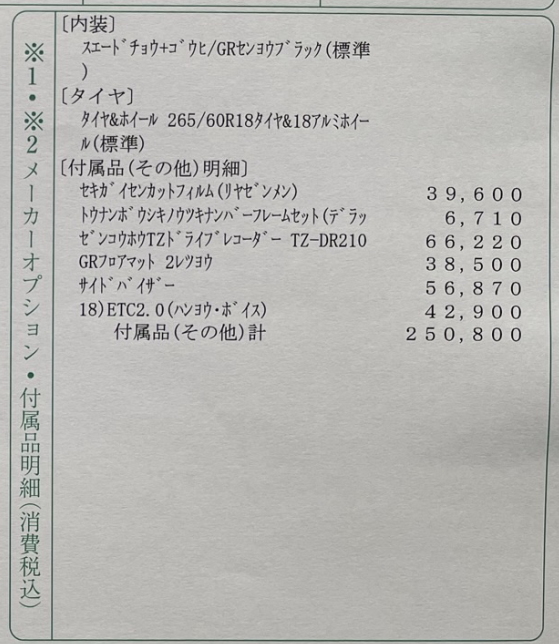 ※1・※2メーカーオプション・付属品明細(消費税込)
〔内装〕
ｽｴｰﾄﾞﾁｮｳ+ｺﾞｳﾋ/GRｾﾝﾖｳﾌﾞﾗｯｸ(標準
)
〔タイヤ〕
ﾀｲﾔ&ﾎｲｰﾙ 265/60R18ﾀｲﾔ&18ｱﾙﾐﾎｲｰ
ﾙ(標準)
〔付属品(その他)明細〕
ｾｷｶﾞｲｾﾝｶｯﾄﾌｨﾙﾑ(ﾘﾔｾﾞﾝﾒﾝ) 39,600
ﾄｳﾅﾝﾎﾞｳｼｷﾉｳﾂｷﾅﾝﾊﾞｰﾌﾚｰﾑｾｯﾄ(ﾃﾞﾗｯ 6,710
ｾﾞﾝｺｳﾎｳTZﾄﾞﾗｲﾌﾞﾚｺｰﾀﾞｰ TZ-DR210 66,220
GRﾌﾛｱﾏｯﾄ 2ﾚﾂﾖｳ 38,500
ｻｲﾄﾞﾊﾞｲｻﾞｰ 56,870
18)ETC2.0(ﾊﾝﾖｳ･ﾎﾞｲｽ) 42,900
付属品(その他)計 250,800